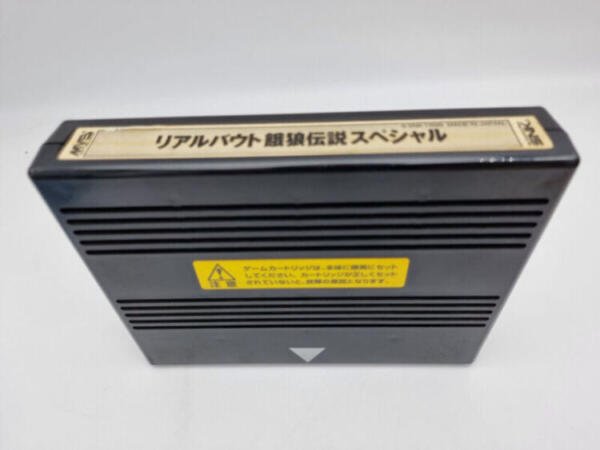 MVS
リアルバウト餓狼伝説スペシャル
MADE IN JAPAN
SNK
注意
ゲームカートリッジは、本体に確実にセット
してください。カートリッジが正しくセット
されていないと、故障の原因となります。